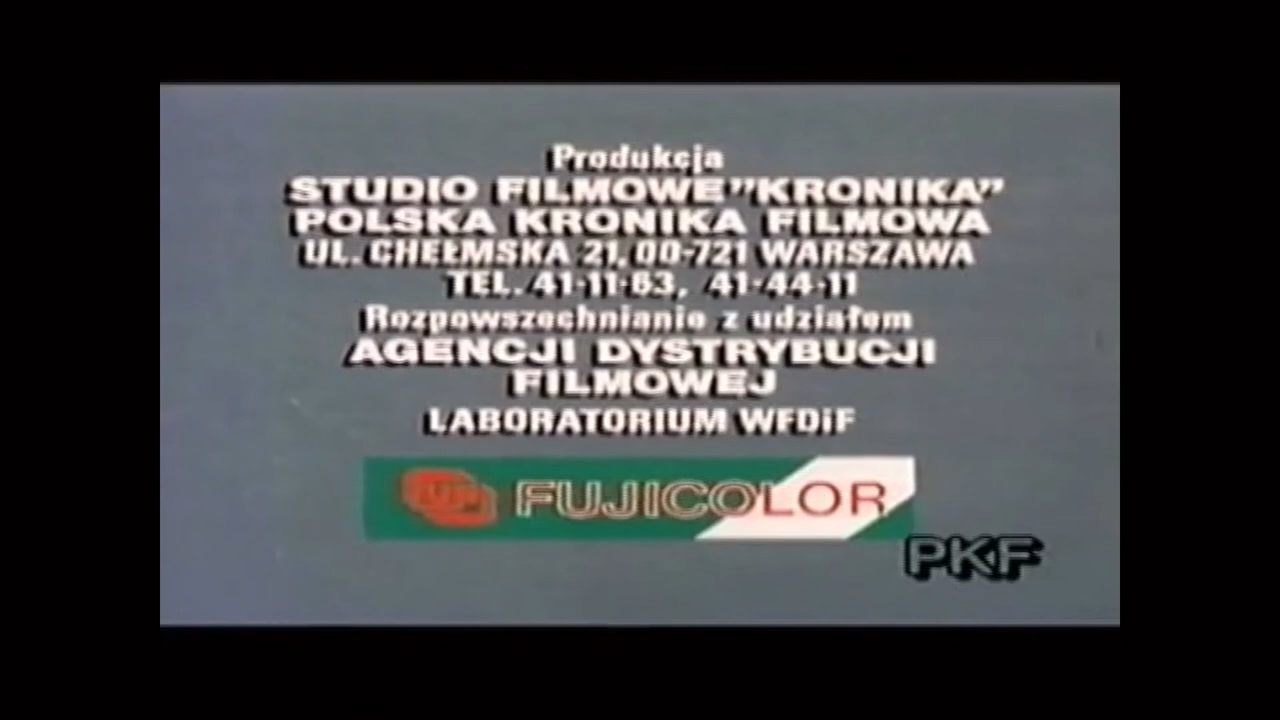 Produkcja
STUDIO FILMOWE "KRONIKA"
POLSKA KRONIKA FILMOWA
UL. CHEŁMSKA 21, 00-721 WARSZAWA
TEL. 41-11-63, 41-44-11
Rozpowszechnianie z udziałem
AGENCJI DYSTRYBUCJI
FILMOWEJ
LABORATORIUM WFDiF
FUJICOLOR
PKF